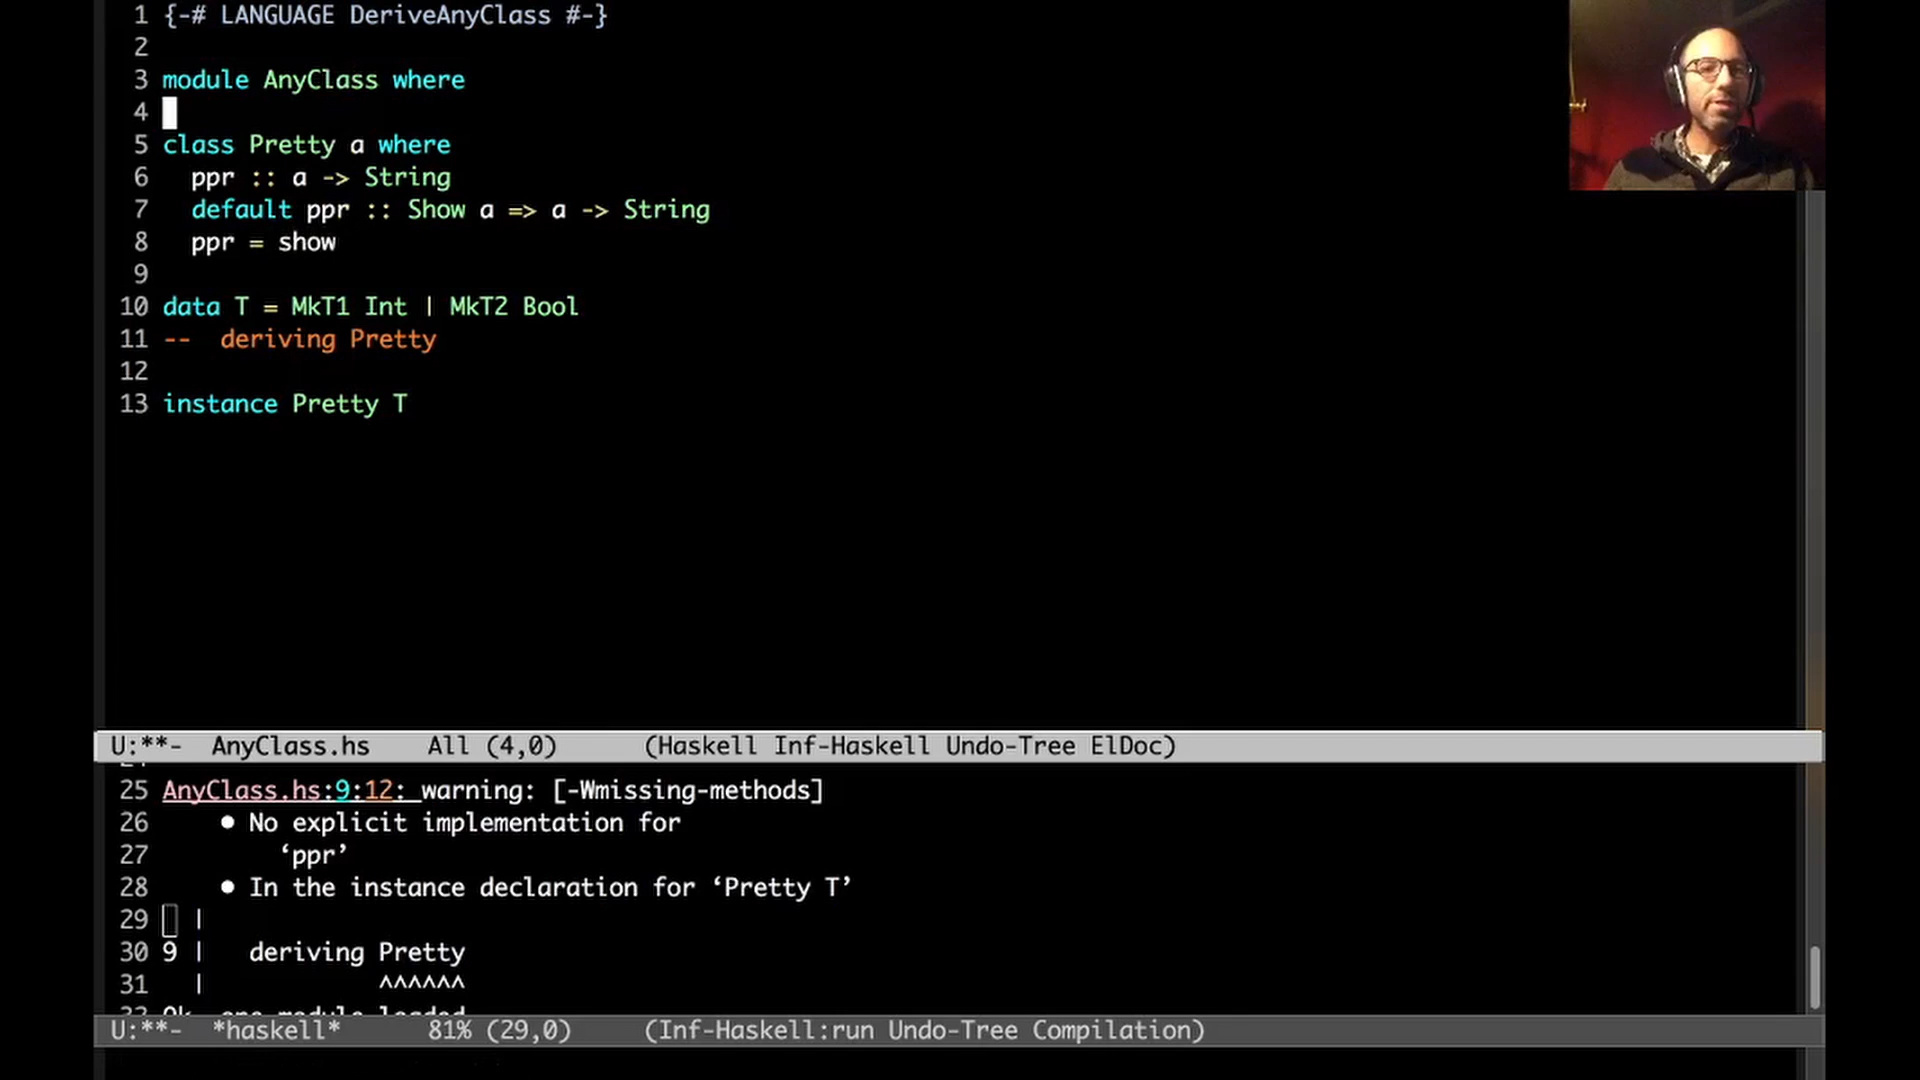 1 {-# LANGUAGE DeriveAnyClass #-}
2
3 module AnyClass where
4
5 class Pretty a where
6   ppr :: a -> String
7   default ppr :: Show a => a -> String
8   ppr = show
9
10 data T = MkT1 Int | MkT2 Bool
11 --  deriving Pretty
12
13 instance Pretty T
U:**-  AnyClass.hs    All (4,0)      (Haskell Inf-Haskell Undo-Tree ElDoc)
25 AnyClass.hs:9:12: warning: [-Wmissing-methods]
26     • No explicit implementation for
27         ‘ppr’
28     • In the instance declaration for ‘Pretty T’
29   |
30 9 |   deriving Pretty
31   |            ^^^^^^
U:**-  *haskell*      81% (29,0)     (Inf-Haskell:run Undo-Tree Compilation)